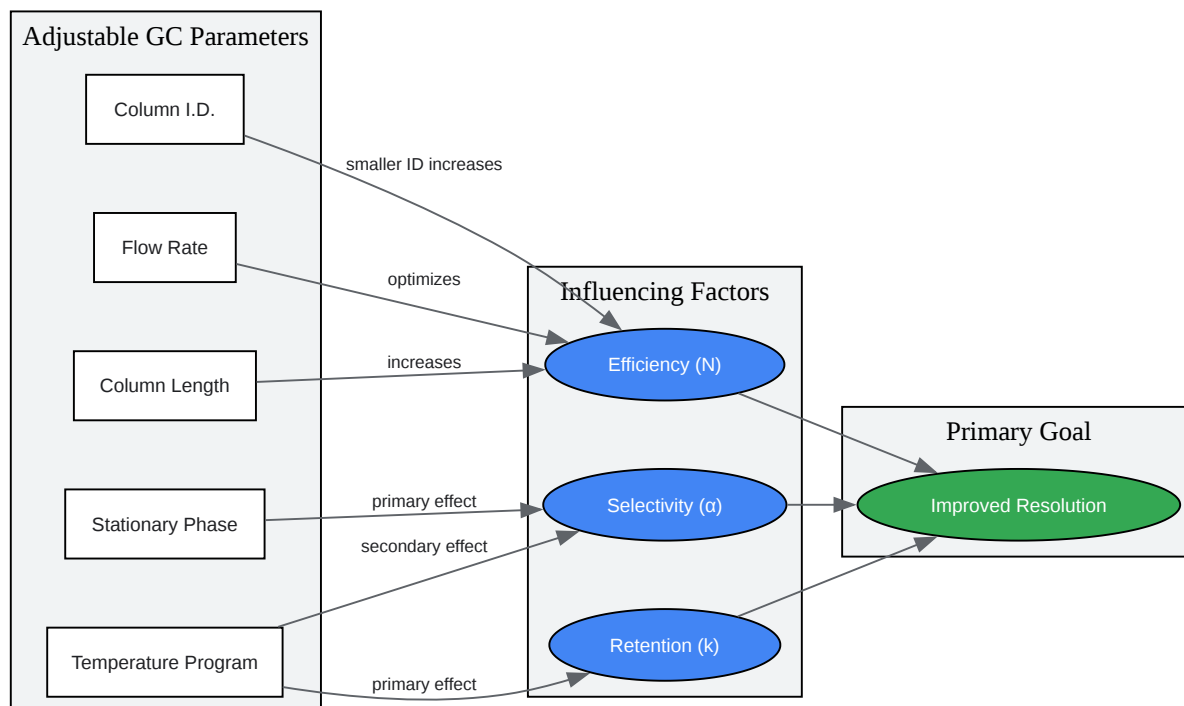 Adjustable GC Parameters
Column I.D.
smaller ID increases
Flow Rate
optimizes
Influencing Factors
Column Length
increases
Efficiency (N)
Primary Goal
Stationary Phase
primary effect
Selectivity (α)
Improved Resolution
secondary effect
Temperature Program
primary effect
Retention (k)